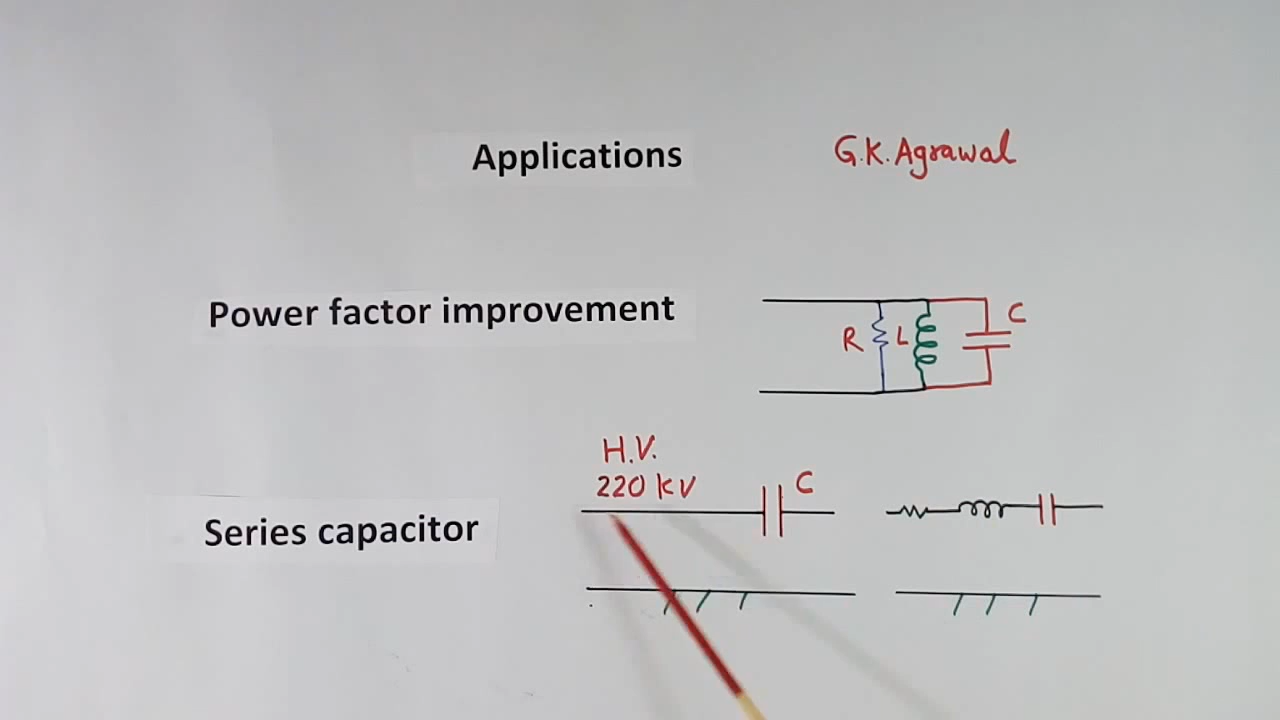 Applications G.K. Agrawal
Power factor improvement
R L C
H.V.
220 KV C
Series capacitor